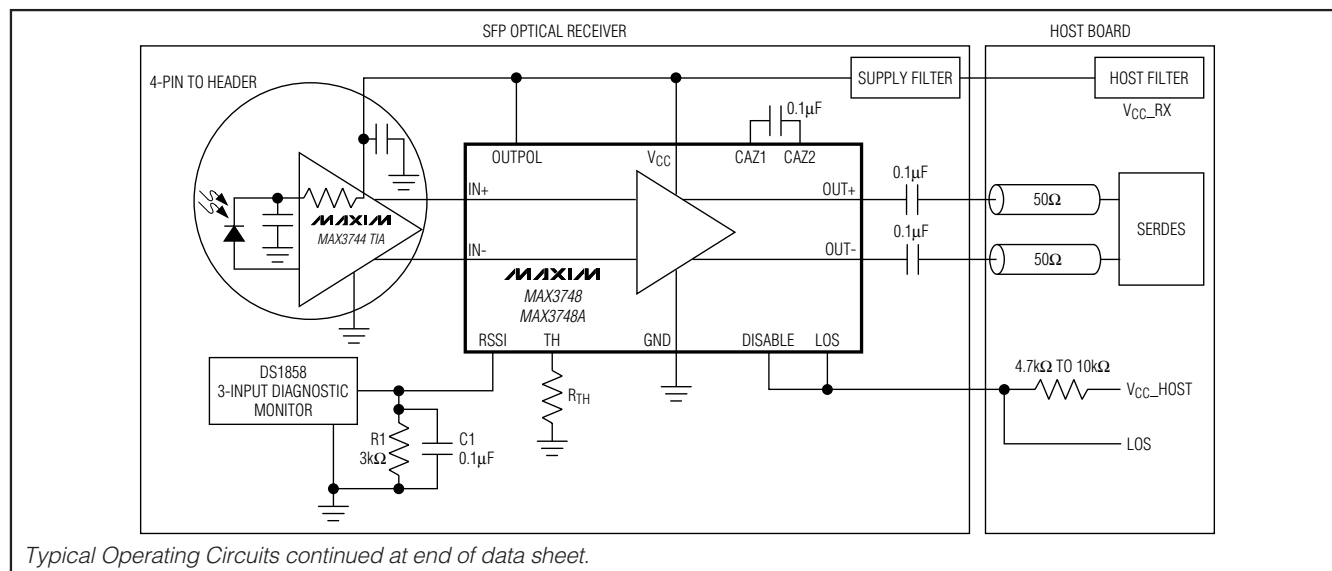 SFP OPTICAL RECEIVER
HOST BOARD
4-PIN TO HEADER
SUPPLY FILTER
HOST FILTER
VCC_RX
0.1µF
OUTPOL
VCC
CAZ1
CAZ2
IN+
OUT+
0.1µF
50Ω
SERDES
MAXIM
MAX3744 TIA
IN-
OUT-
0.1µF
50Ω
MAXIM
MAX3748
MAX3748A
RSSI
TH
GND
DISABLE
LOS
DS1858
3-INPUT DIAGNOSTIC
MONITOR
RTH
4.7kΩ TO 10kΩ
VCC_HOST
R1
3kΩ
C1
0.1µF
LOS
Typical Operating Circuits continued at end of data sheet.